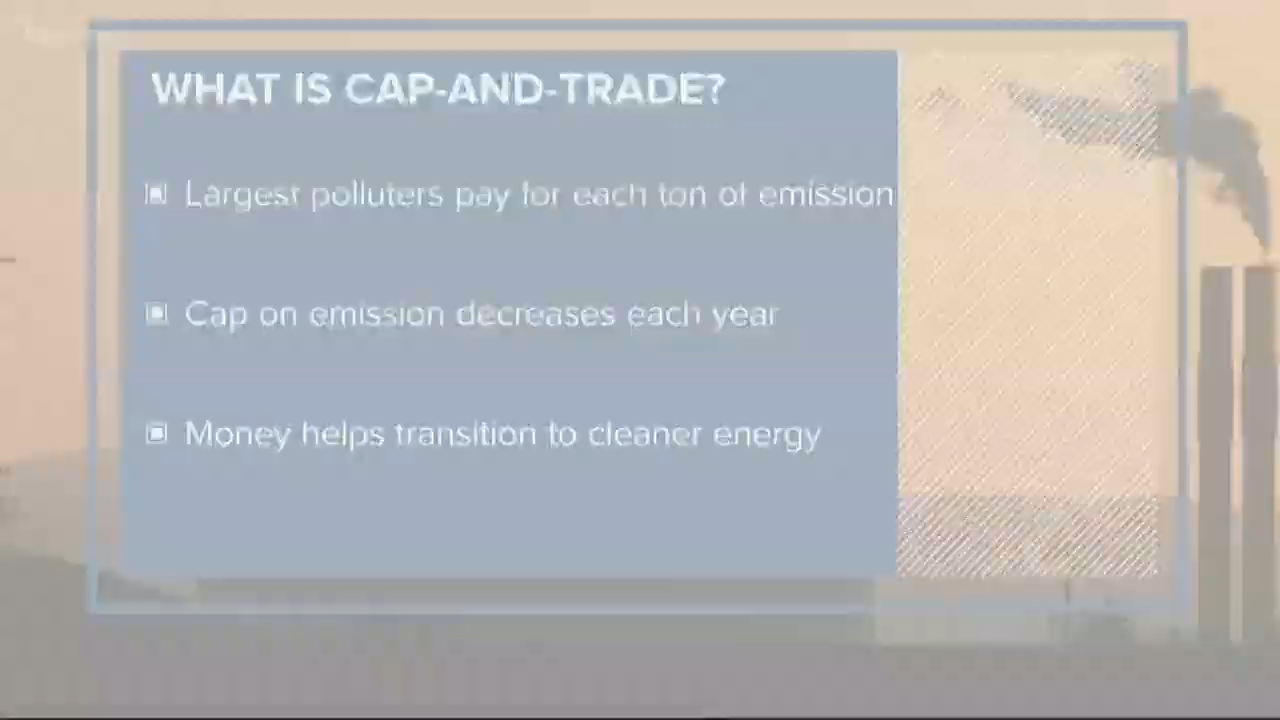 WHAT IS CAP-AND-TRADE?
Largest polluters pay for each ton of emission
Cap on emission decreases each year
Money helps transition to cleaner energy